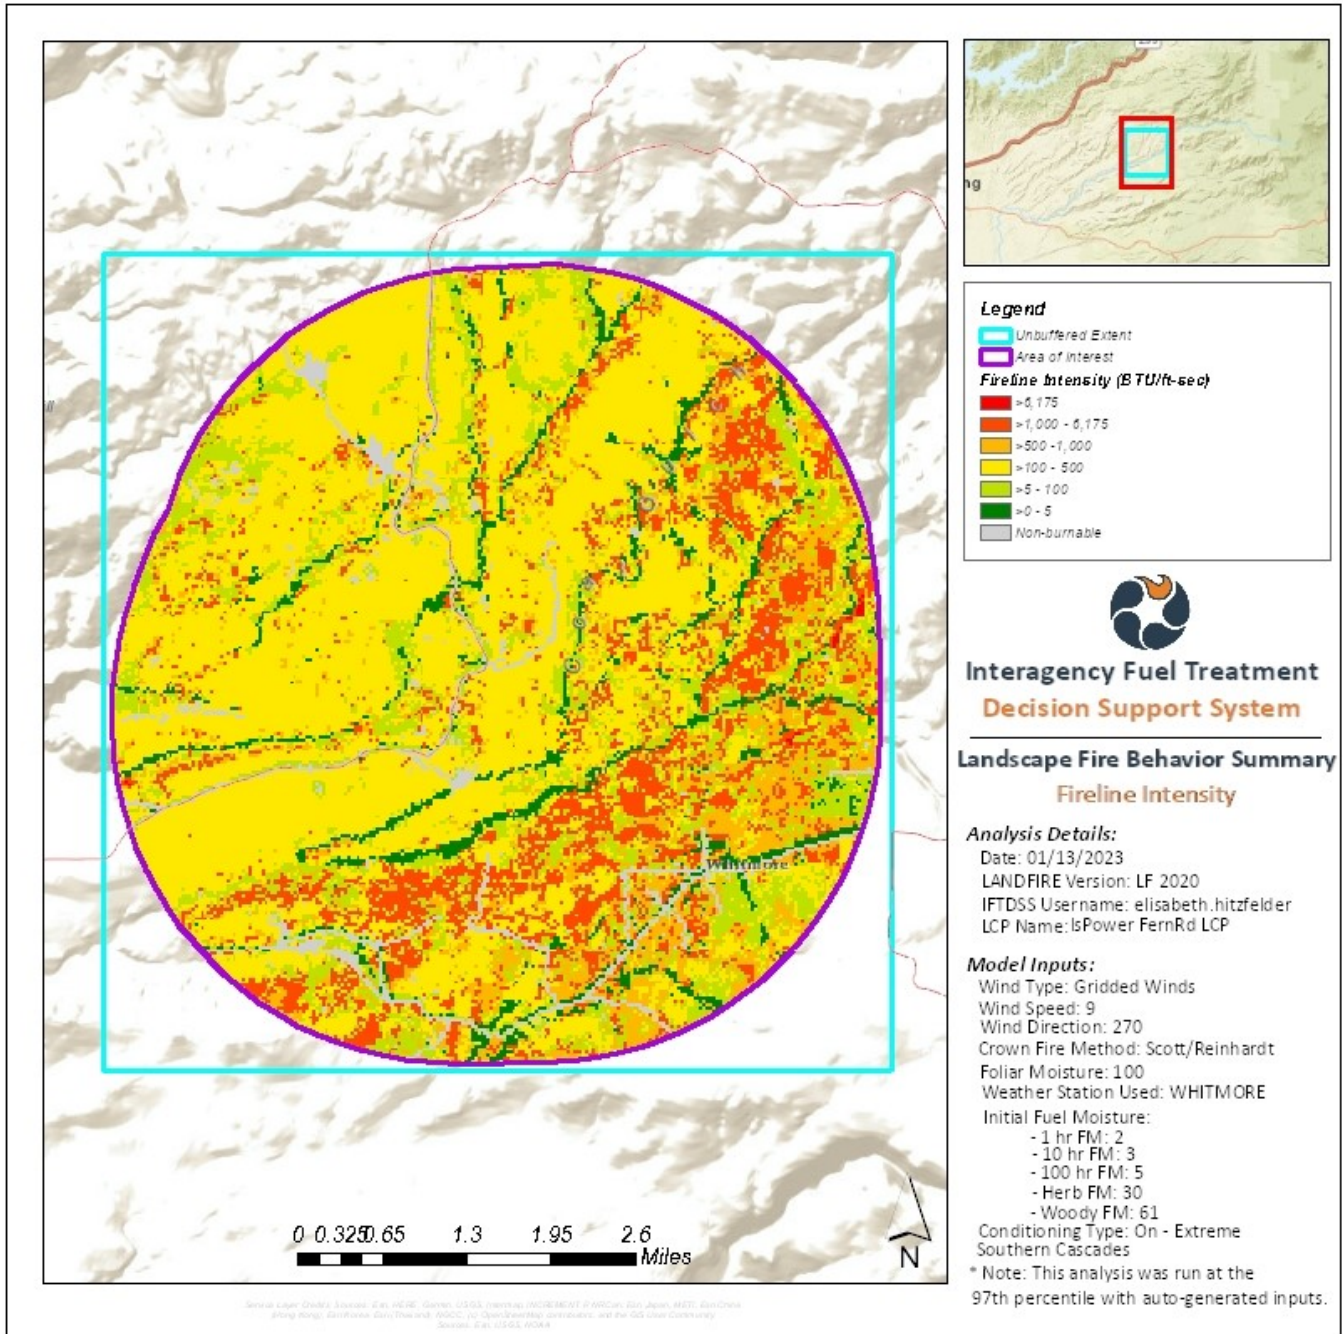 Whitmore
0 0.325 0.65 1.3 1.95 2.6
Miles
N
ng
Legend
Unbuffered Extent
Area of Interest
Fireline Intensity (BTU/ft-sec)
>6,175
>1,000 - 6,175
>500 -1,000
>100 - 500
>5 - 100
>0 - 5
Non-burnable
Interagency Fuel Treatment
Decision Support System
Landscape Fire Behavior Summary
Fireline Intensity
Analysis Details:
Date: 01/13/2023
LANDFIRE Version: LF 2020
IFTDSS Username: elisabeth.hitzfelder
LCP Name: IsPower FernRd LCP
Model Inputs:
Wind Type: Gridded Winds
Wind Speed: 9
Wind Direction: 270
Crown Fire Method: Scott/Reinhardt
Foliar Moisture: 100
Weather Station Used: WHITMORE
Initial Fuel Moisture:
- 1 hr FM: 2
- 10 hr FM: 3
- 100 hr FM: 5
- Herb FM: 30
- Woody FM: 61
Conditioning Type: On - Extreme
Southern Cascades
* Note: This analysis was run at the
97th percentile with auto-generated inputs.